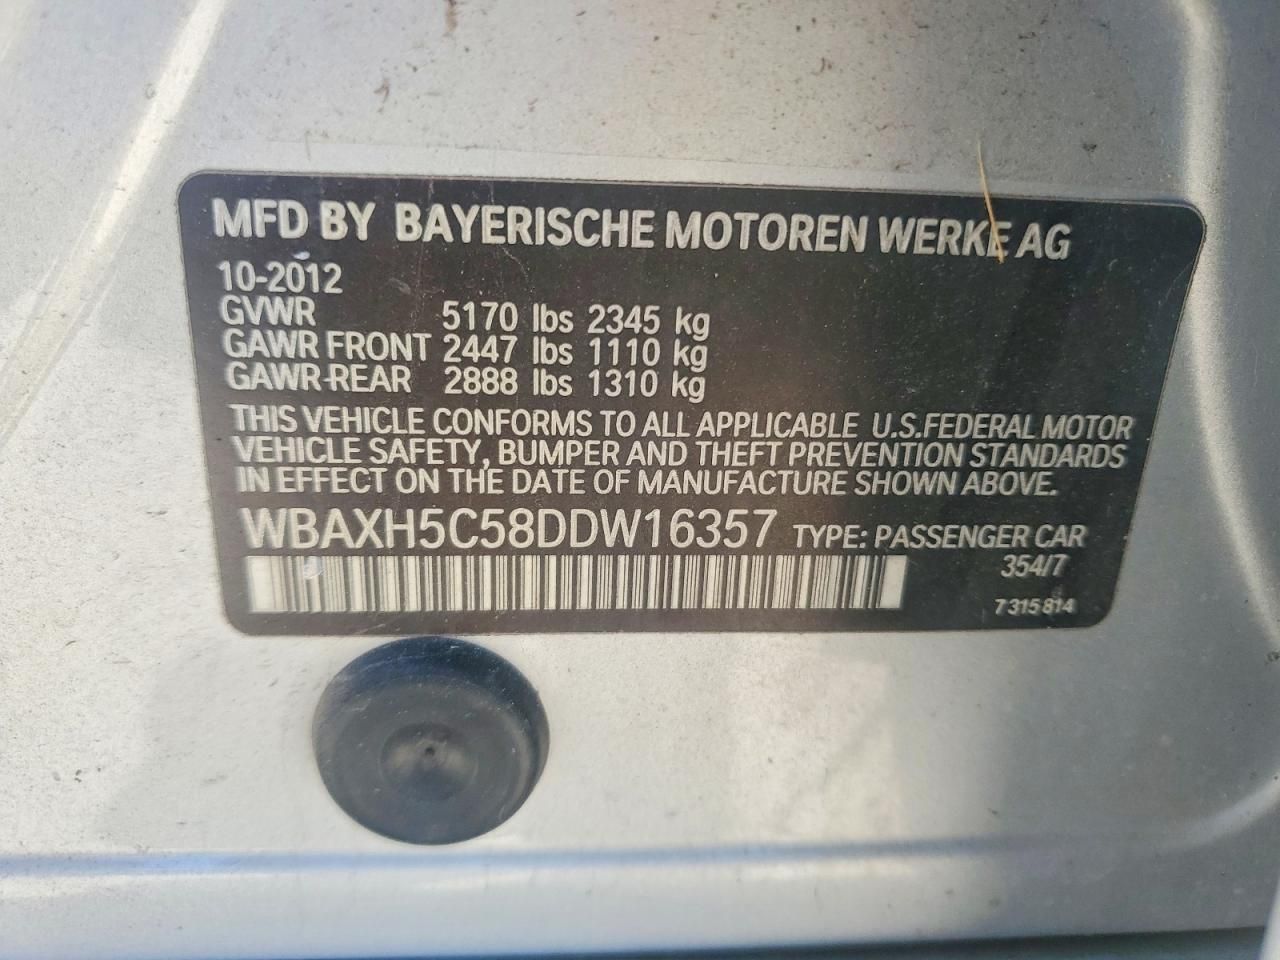 MFD BY BAYERISCHE MOTOREN WERKE AG
10-2012
GVWR 5170 lbs 2345 kg
GAWR FRONT 2447 lbs 1110 kg
GAWR-REAR 2888 lbs 1310 kg
THIS VEHICLE CONFORMS TO ALL APPLICABLE U.S.FEDERAL MOTOR
VEHICLE SAFETY, BUMPER AND THEFT PREVENTION STANDARDS
IN EFFECT ON THE DATE OF MANUFACTURE SHOWN ABOVE.
WBAXH5C58DDW16357 TYPE: PASSENGER CAR
354/7
7 315 814